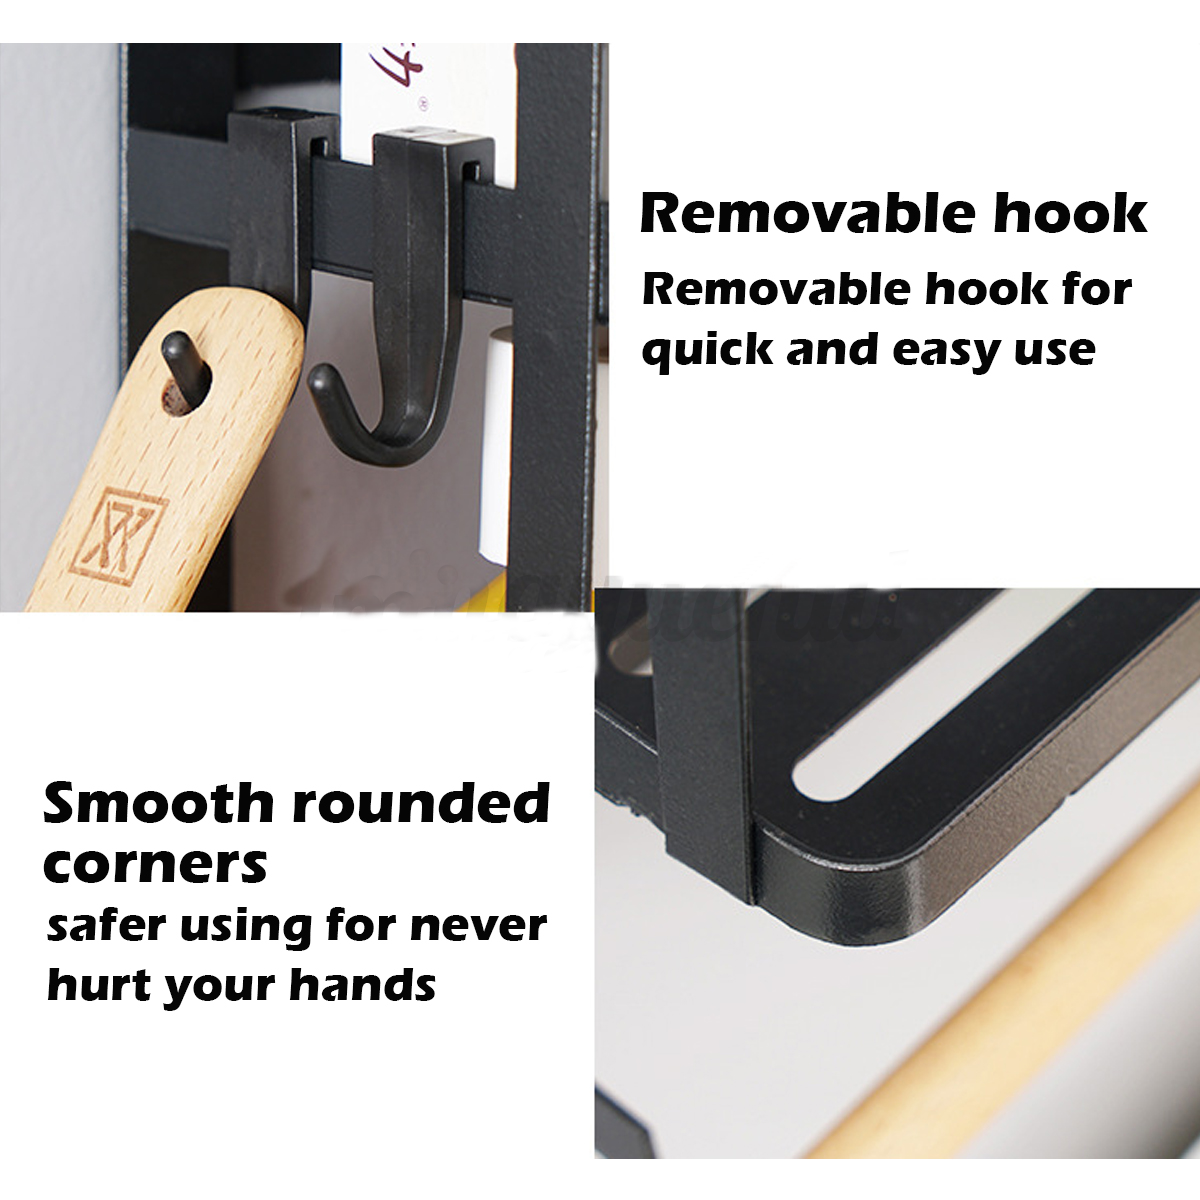 ®
Removable hook
Removable hook for
quick and easy use
Smooth rounded
corners
safer using for never
hurt your hands